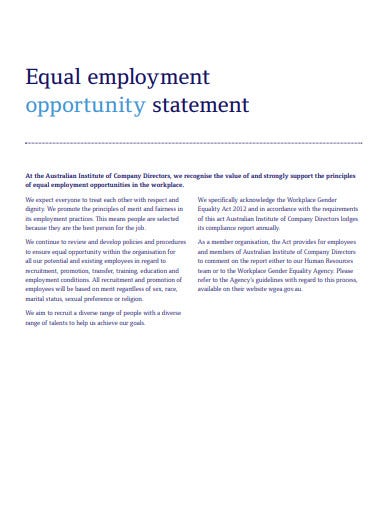 Equal employment
opportunity statement
At the Australian Institute of Company Directors, we recognise the value of and strongly support the principles
of equal employment opportunities in the workplace.
We expect everyone to treat each other with respect and
dignity. We promote the principles of merit and fairness in
its employment practices. This means people are selected
because they are the best person for the job.
We continue to review and develop policies and procedures
to ensure equal opportunity within the organisation for
all our potential and existing employees in regard to
recruitment, promotion, transfer, training, education and
employment conditions. All recruitment and promotion of
employees will be based on merit regardless of sex, race,
marital status, sexual preference or religion.
We aim to recruit a diverse range of people with a diverse
range of talents to help us achieve our goals.
We specifically acknowledge the Workplace Gender
Equality Act 2012 and in accordance with the requirements
of this act Australian Institute of Company Directors lodges
its compliance report annually.
As a member organisation, the Act provides for employees
and members of Australian Institute of Company Directors
to comment on the report either to our Human Resources
team or to the Workplace Gender Equality Agency. Please
refer to the Agency's guidelines with regard to this process,
available on their website wgea.gov.au